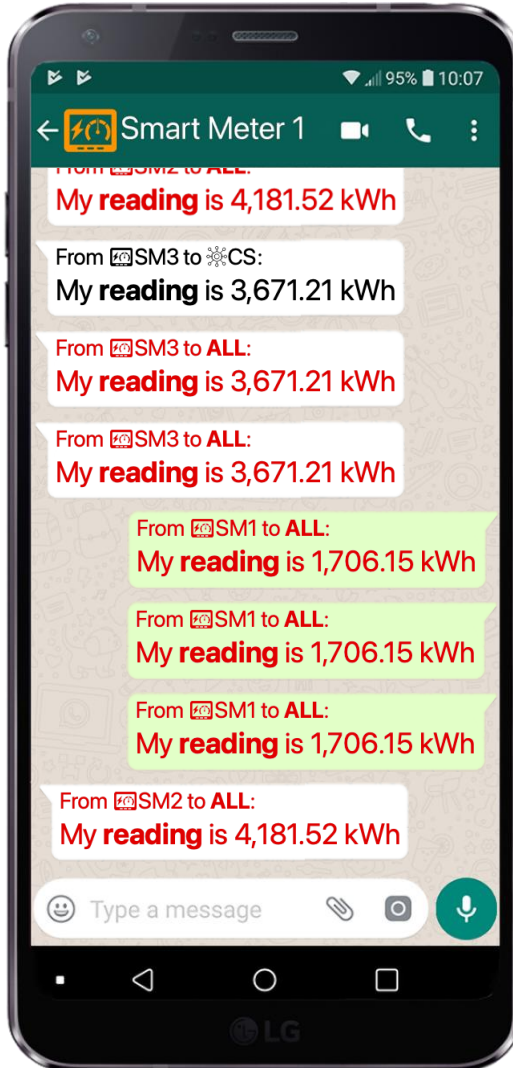 95% 10:07
Smart Meter 1
From SM2 to ALL:
My reading is 4,181.52 kWh
From SM3 to CS:
My reading is 3,671.21 kWh
From SM3 to ALL:
My reading is 3,671.21 kWh
From SM3 to ALL:
My reading is 3,671.21 kWh
From SM1 to ALL:
My reading is 1,706.15 kWh
From SM1 to ALL:
My reading is 1,706.15 kWh
From SM1 to ALL:
My reading is 1,706.15 kWh
From SM2 to ALL:
My reading is 4,181.52 kWh
Type a message
LG